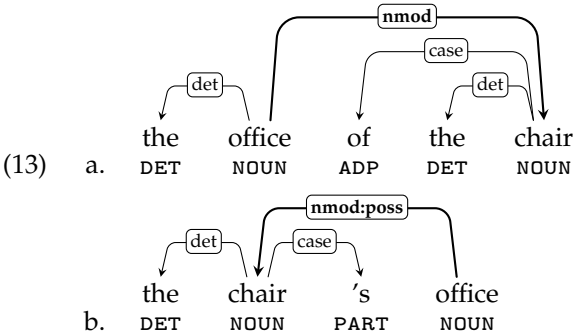 nmod
case
det det
the office of the chair
(13) a. DET NOUN ADP DET NOUN
nmod:poss
det case
the chair 's office
b. DET NOUN PART NOUN